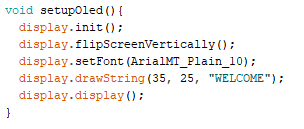 void setupOled(){
  display.init();
  display.flipScreenVertically();
  display.setFont(ArialMT_Plain_10);
  display.drawString(35, 25, "WELCOME");
  display.display();
}